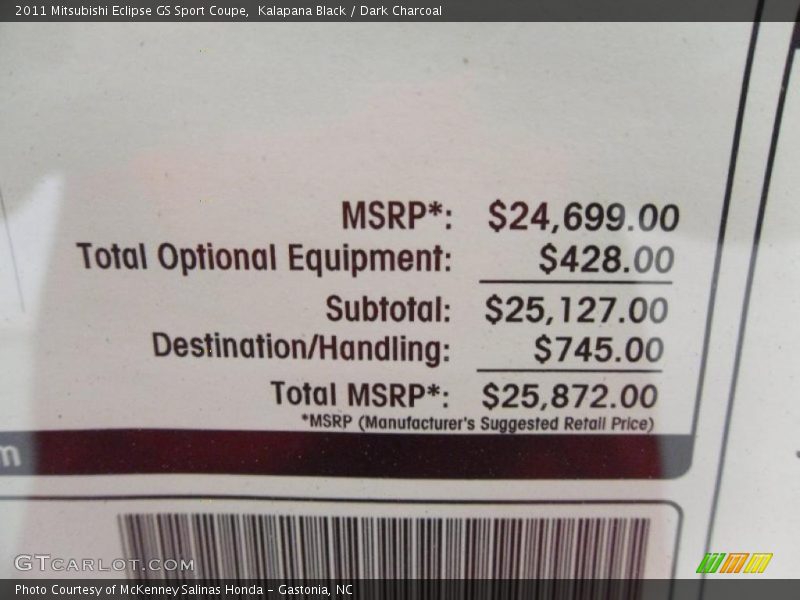 2011 Mitsubishi Eclipse GS Sport Coupe, Kalapana Black / Dark Charcoal
MSRP*: $24,699.00
Total Optional Equipment: $428.00
Subtotal: $25,127.00
Destination/Handling: $745.00
Total MSRP*: $25,872.00
*MSRP (Manufacturer's Suggested Retail Price)
m
GTCARLOT.COM
Photo Courtesy of McKenney Salinas Honda - Gastonia, NC